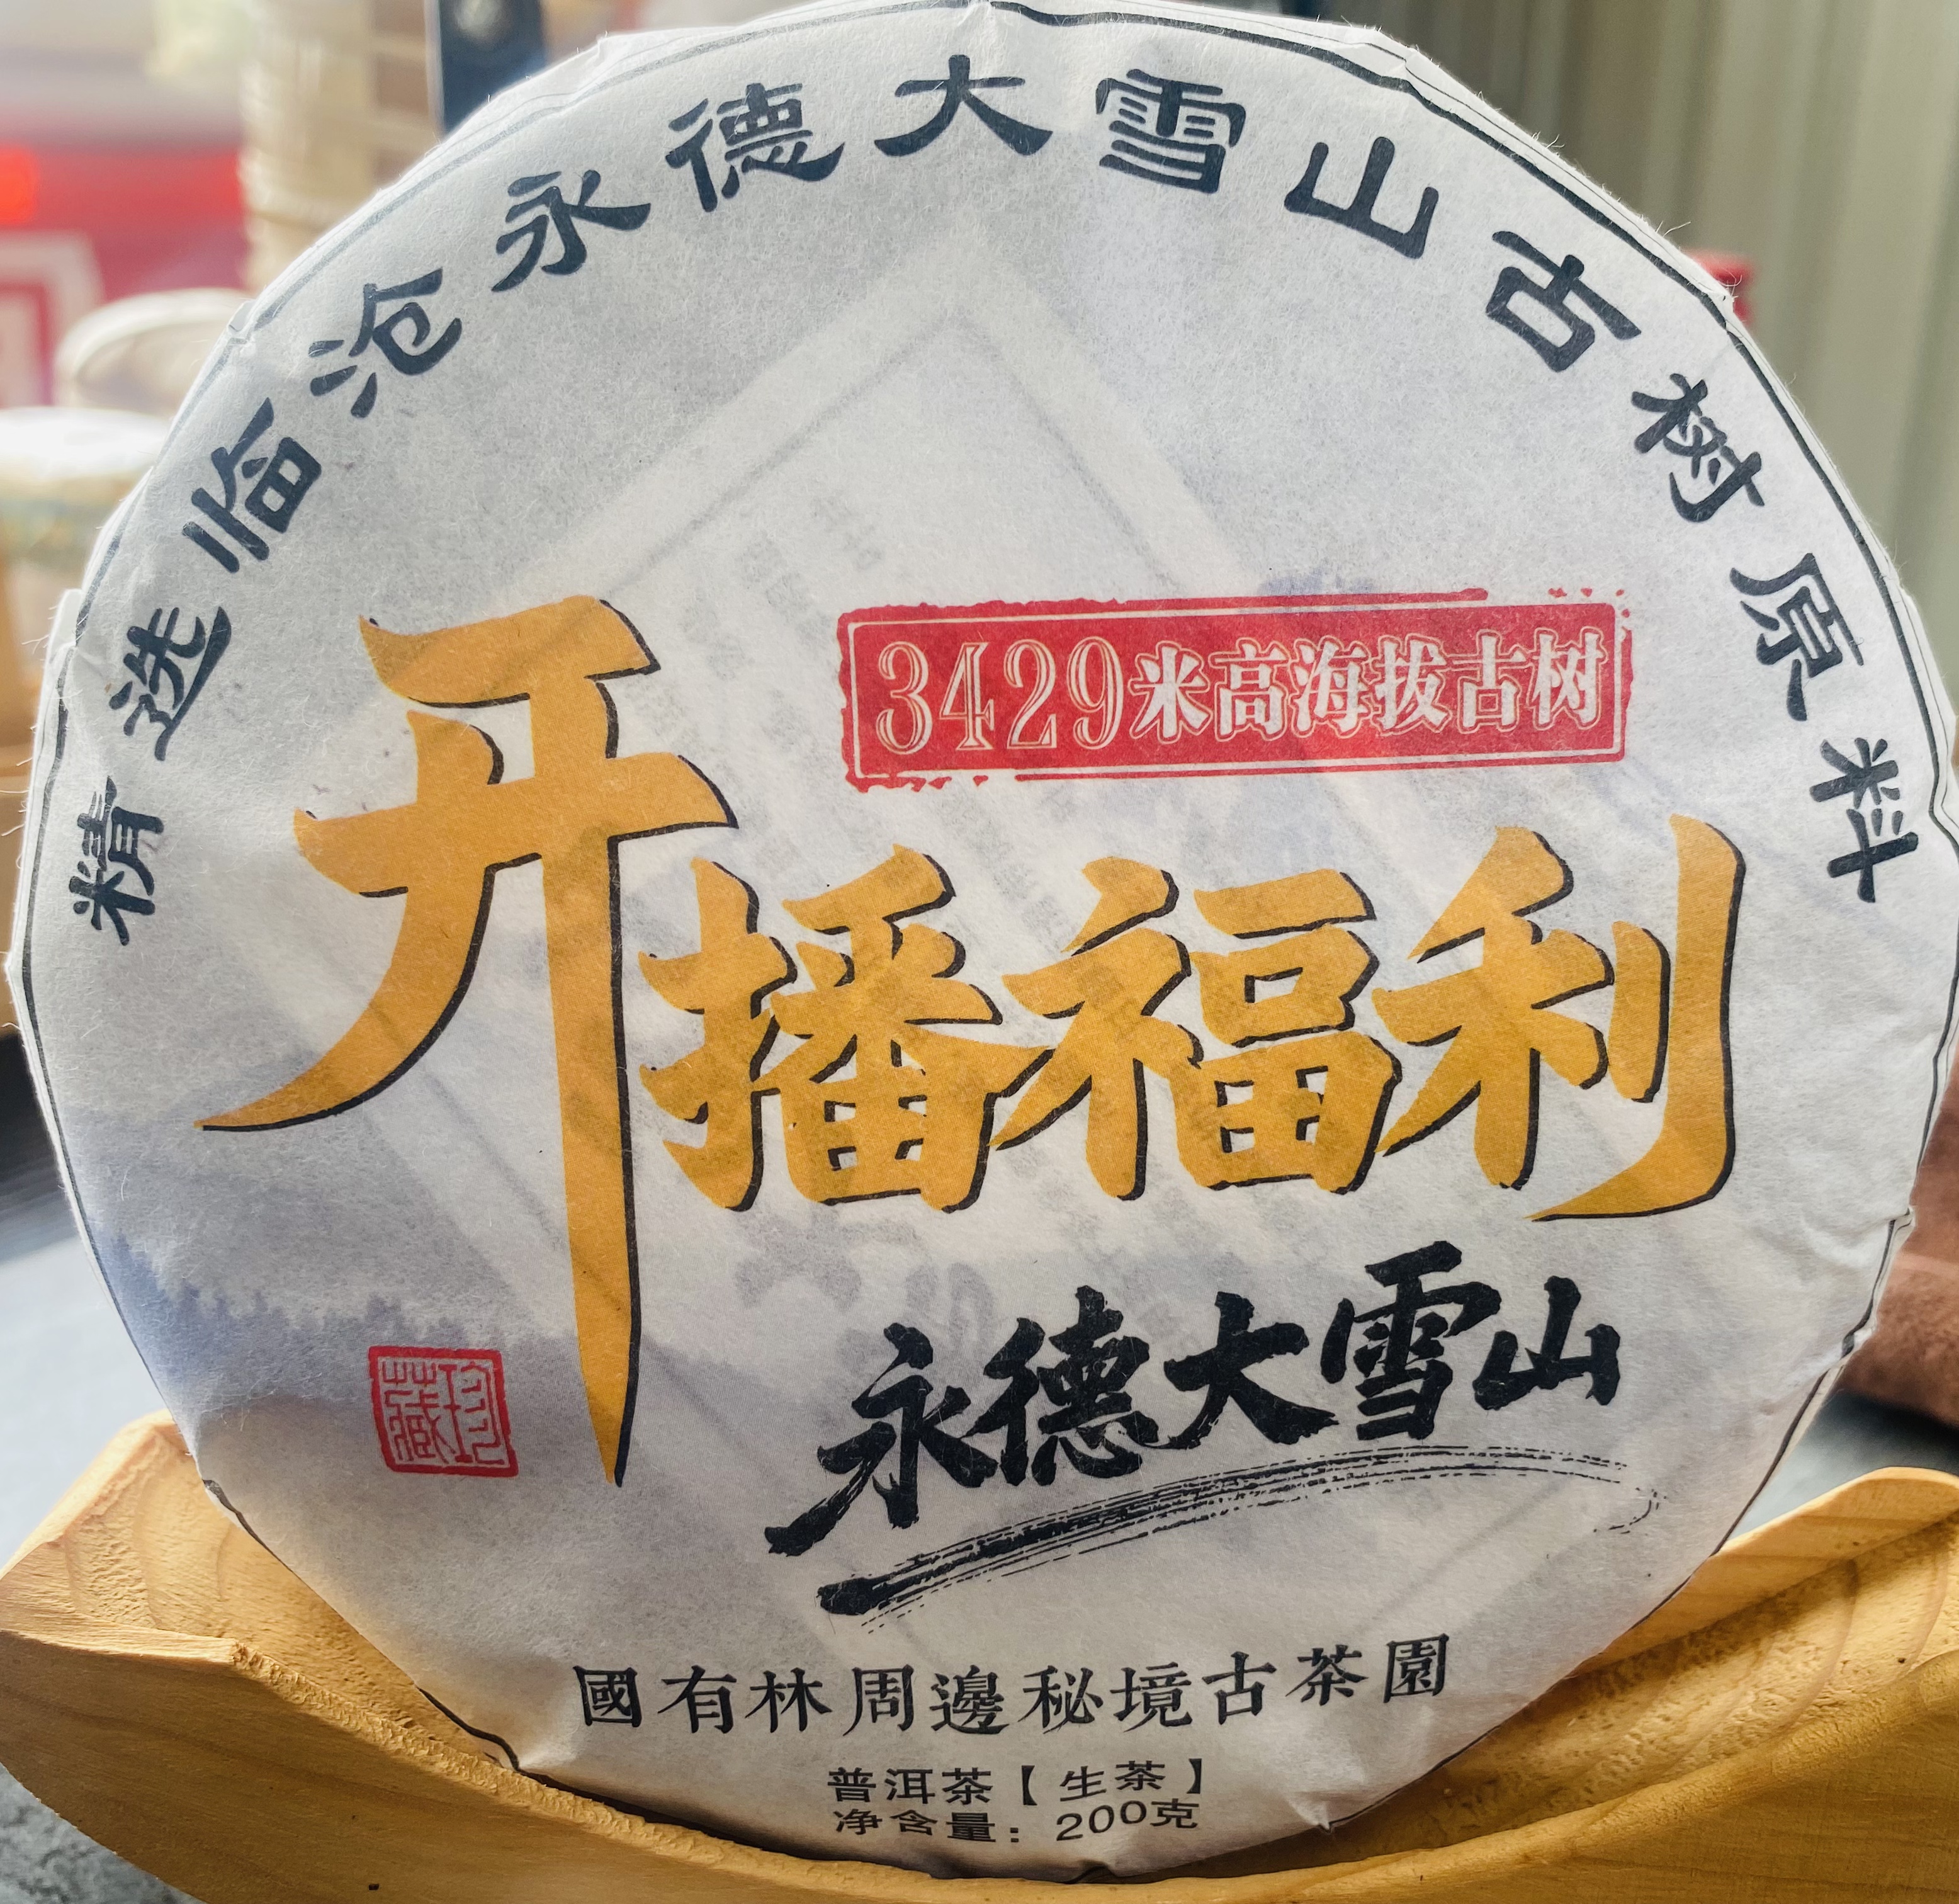 精选临沧永德大雪山古树原料
3429米高海拔古树
开播福利
永德大雪山
珍藏
國有林周邊秘境古茶園
普洱茶【生茶】
净含量：200克